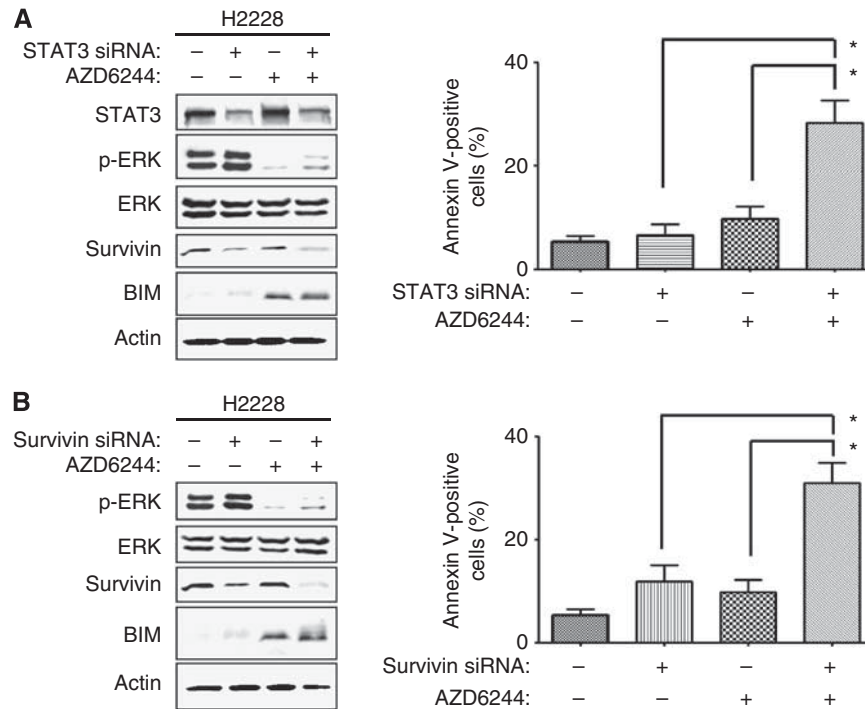 A
H2228
STAT3 siRNA: – + – +
AZD6244: – – + +
STAT3
p-ERK
ERK
Survivin
BIM
Actin
Annexin V-positive
cells (%)
40
20
0
*
*
STAT3 siRNA: – + – +
AZD6244: – – + +
B
H2228
Survivin siRNA: – + – +
AZD6244: – – + +
p-ERK
ERK
Survivin
BIM
Actin
Annexin V-positive
cells (%)
40
20
0
*
*
Survivin siRNA: – + – +
AZD6244: – – + +